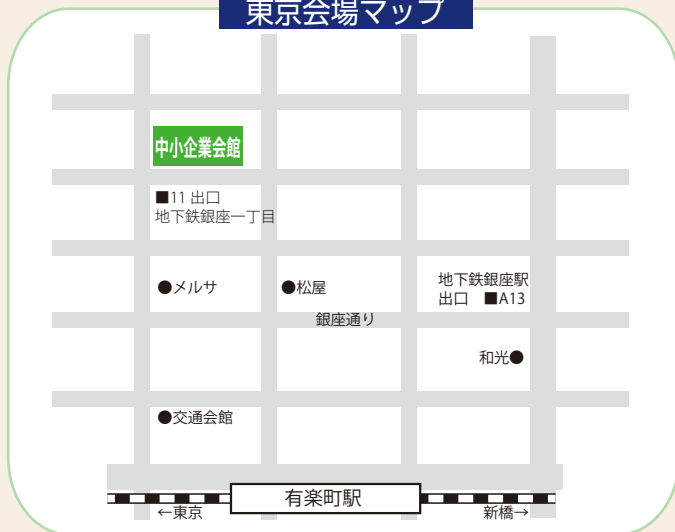 東京会場マップ
中小企業会館
■11 出口
地下鉄銀座一丁目
●メルサ
●松屋
地下鉄銀座駅
出口 ■A13
銀座通り
和光●
●交通会館
有楽町駅
←東京
新橋→